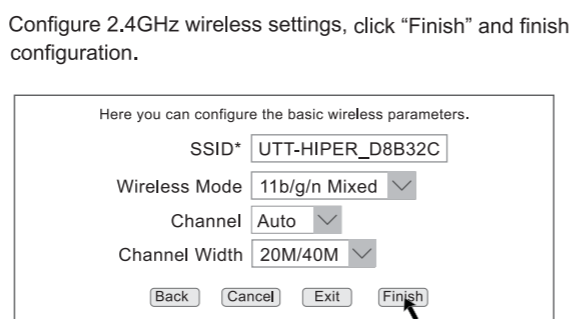 Configure 2.4GHz wireless settings, click “Finish” and finish
configuration.
Here you can configure the basic wireless parameters.
SSID* UTT-HIPER_D8B32C
Wireless Mode 11b/g/n Mixed
Channel Auto
Channel Width 20M/40M
Back Cancel Exit Finish